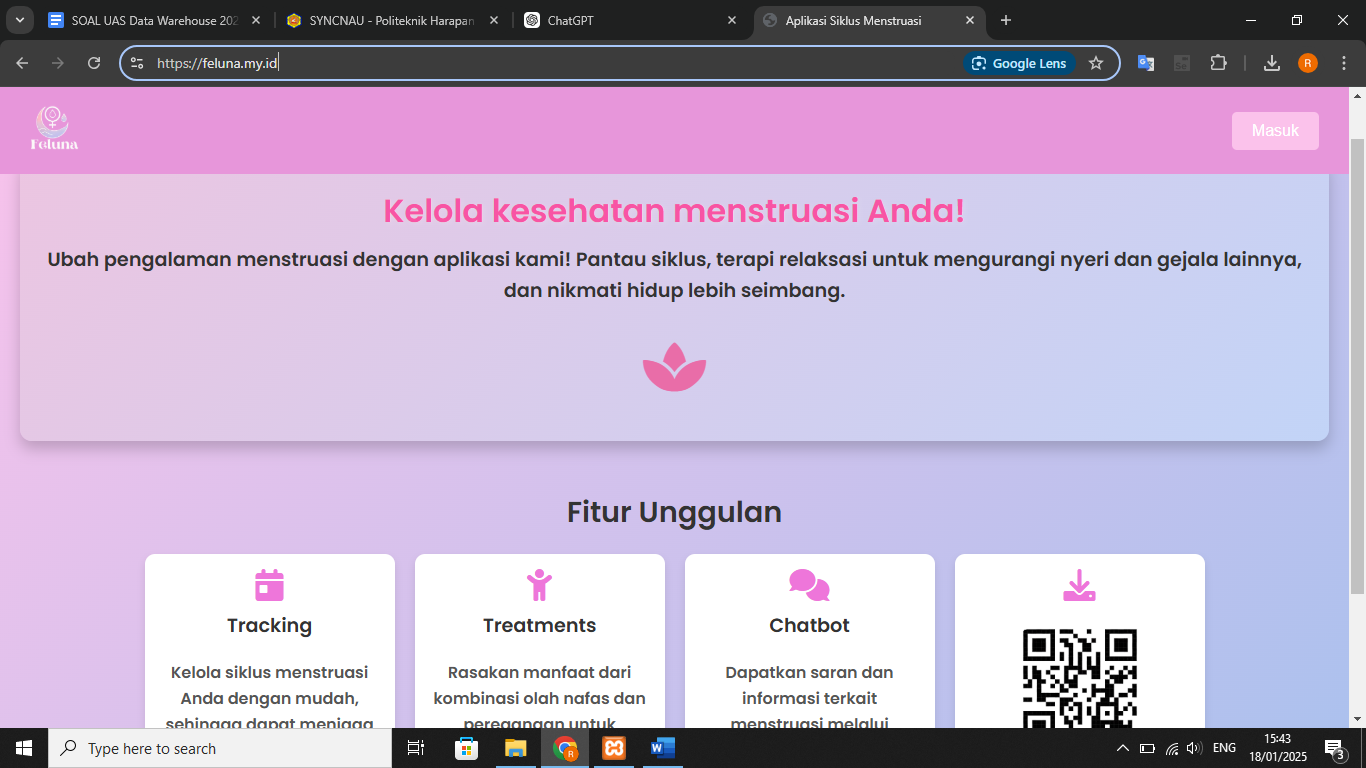 SOAL UAS Data Warehouse 202
SYNCNAU - Politeknik Harapan
ChatGPT
Aplikasi Siklus Menstruasi
https://feluna.my.id
Google Lens
R
Feluna
Masuk
Kelola kesehatan menstruasi Anda!
Ubah pengalaman menstruasi dengan aplikasi kami! Pantau siklus, terapi relaksasi untuk mengurangi nyeri dan gejala lainnya,
dan nikmati hidup lebih seimbang.
Fitur Unggulan
Tracking
Kelola siklus menstruasi
Anda dengan mudah,
sehingga dapat menjaga
Treatments
Rasakan manfaat dari
kombinasi olah nafas dan
peregangan untuk
Chatbot
Dapatkan saran dan
informasi terkait
menstruasi melalui
Type here to search
ENG
15:43
18/01/2025
3